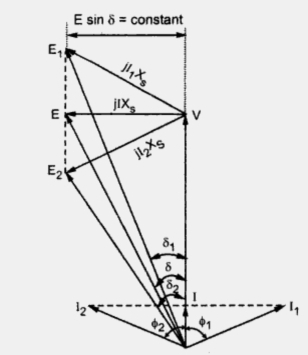 E sin δ = constant
E₁
jI₁Xₛ
E
jIXₛ
V
jI₂Xₛ
E₂
δ₁
δ
δ₂
I
I₂
I₁
ϕ₂
ϕ₁